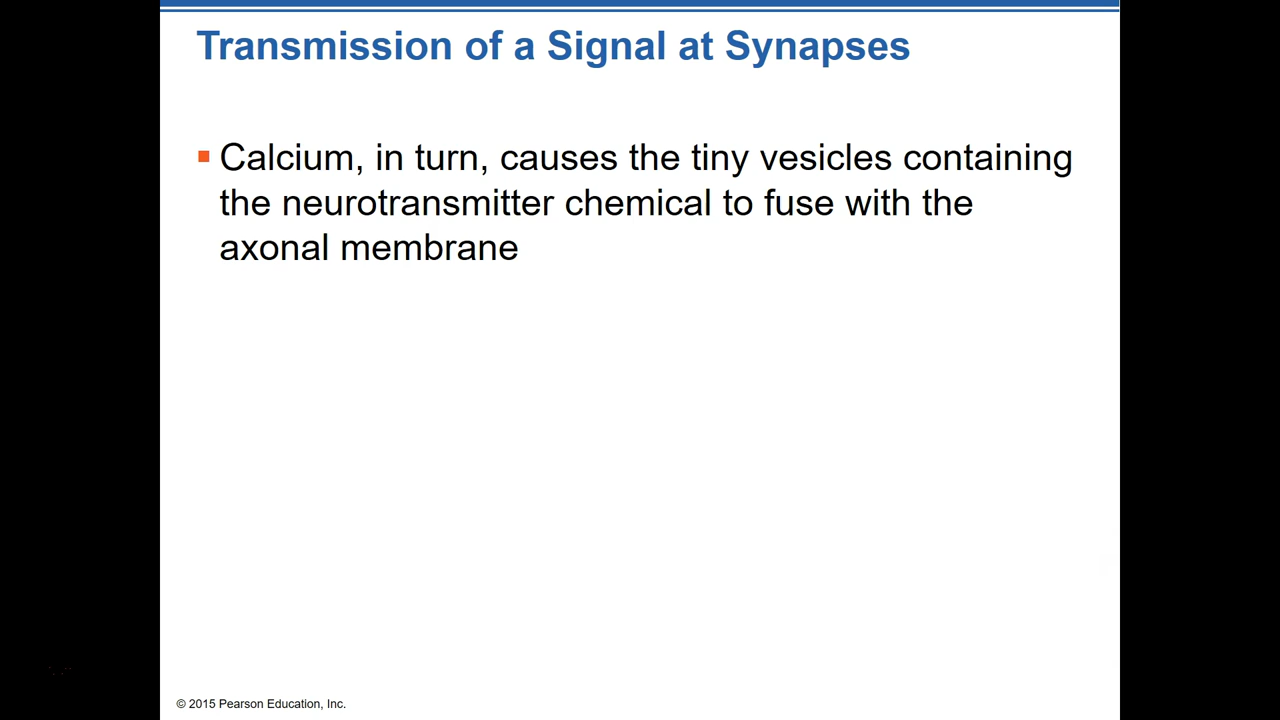 Transmission of a Signal at Synapses
Calcium, in turn, causes the tiny vesicles containing
the neurotransmitter chemical to fuse with the
axonal membrane
© 2015 Pearson Education, Inc.